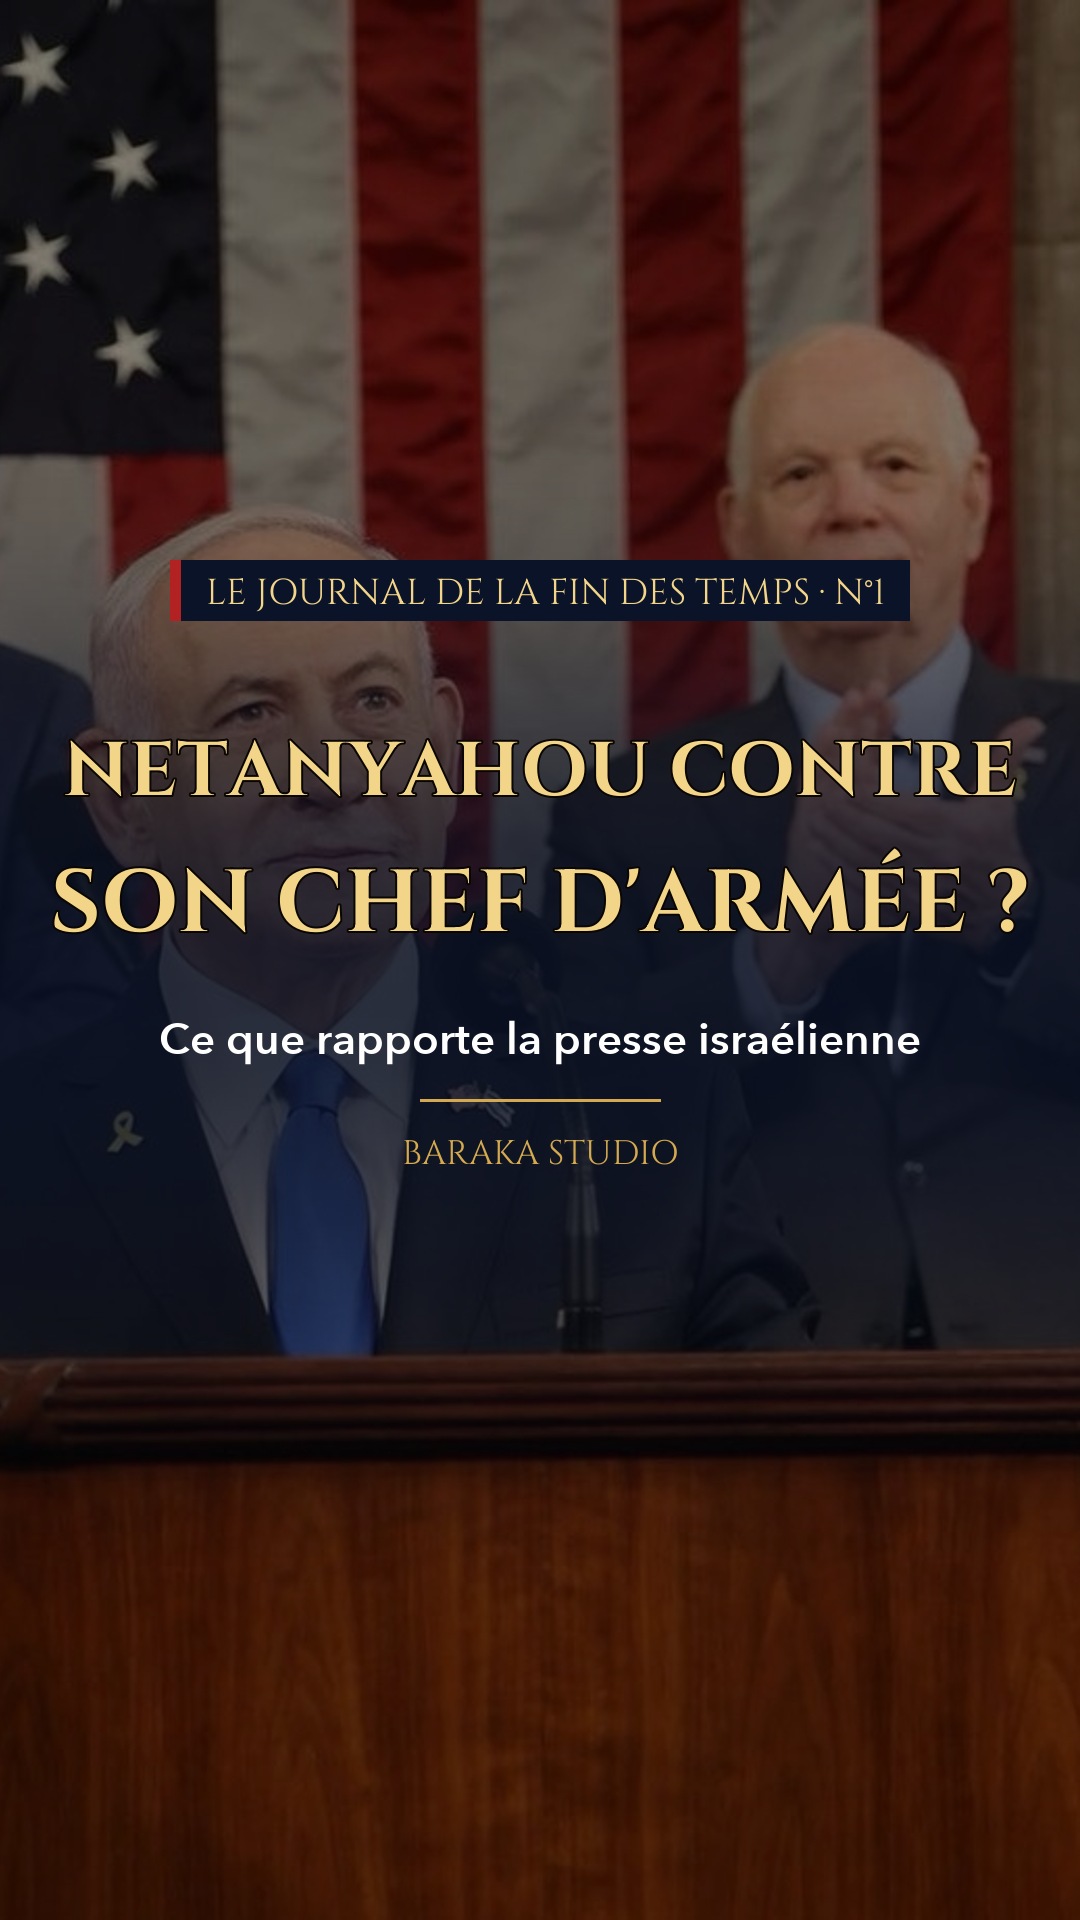 LE JOURNAL DE LA FIN DES TEMPS · N°1
NETANYAHOU CONTRE
SON CHEF D'ARMÉE ?
Ce que rapporte la presse israélienne
BARAKA STUDIO